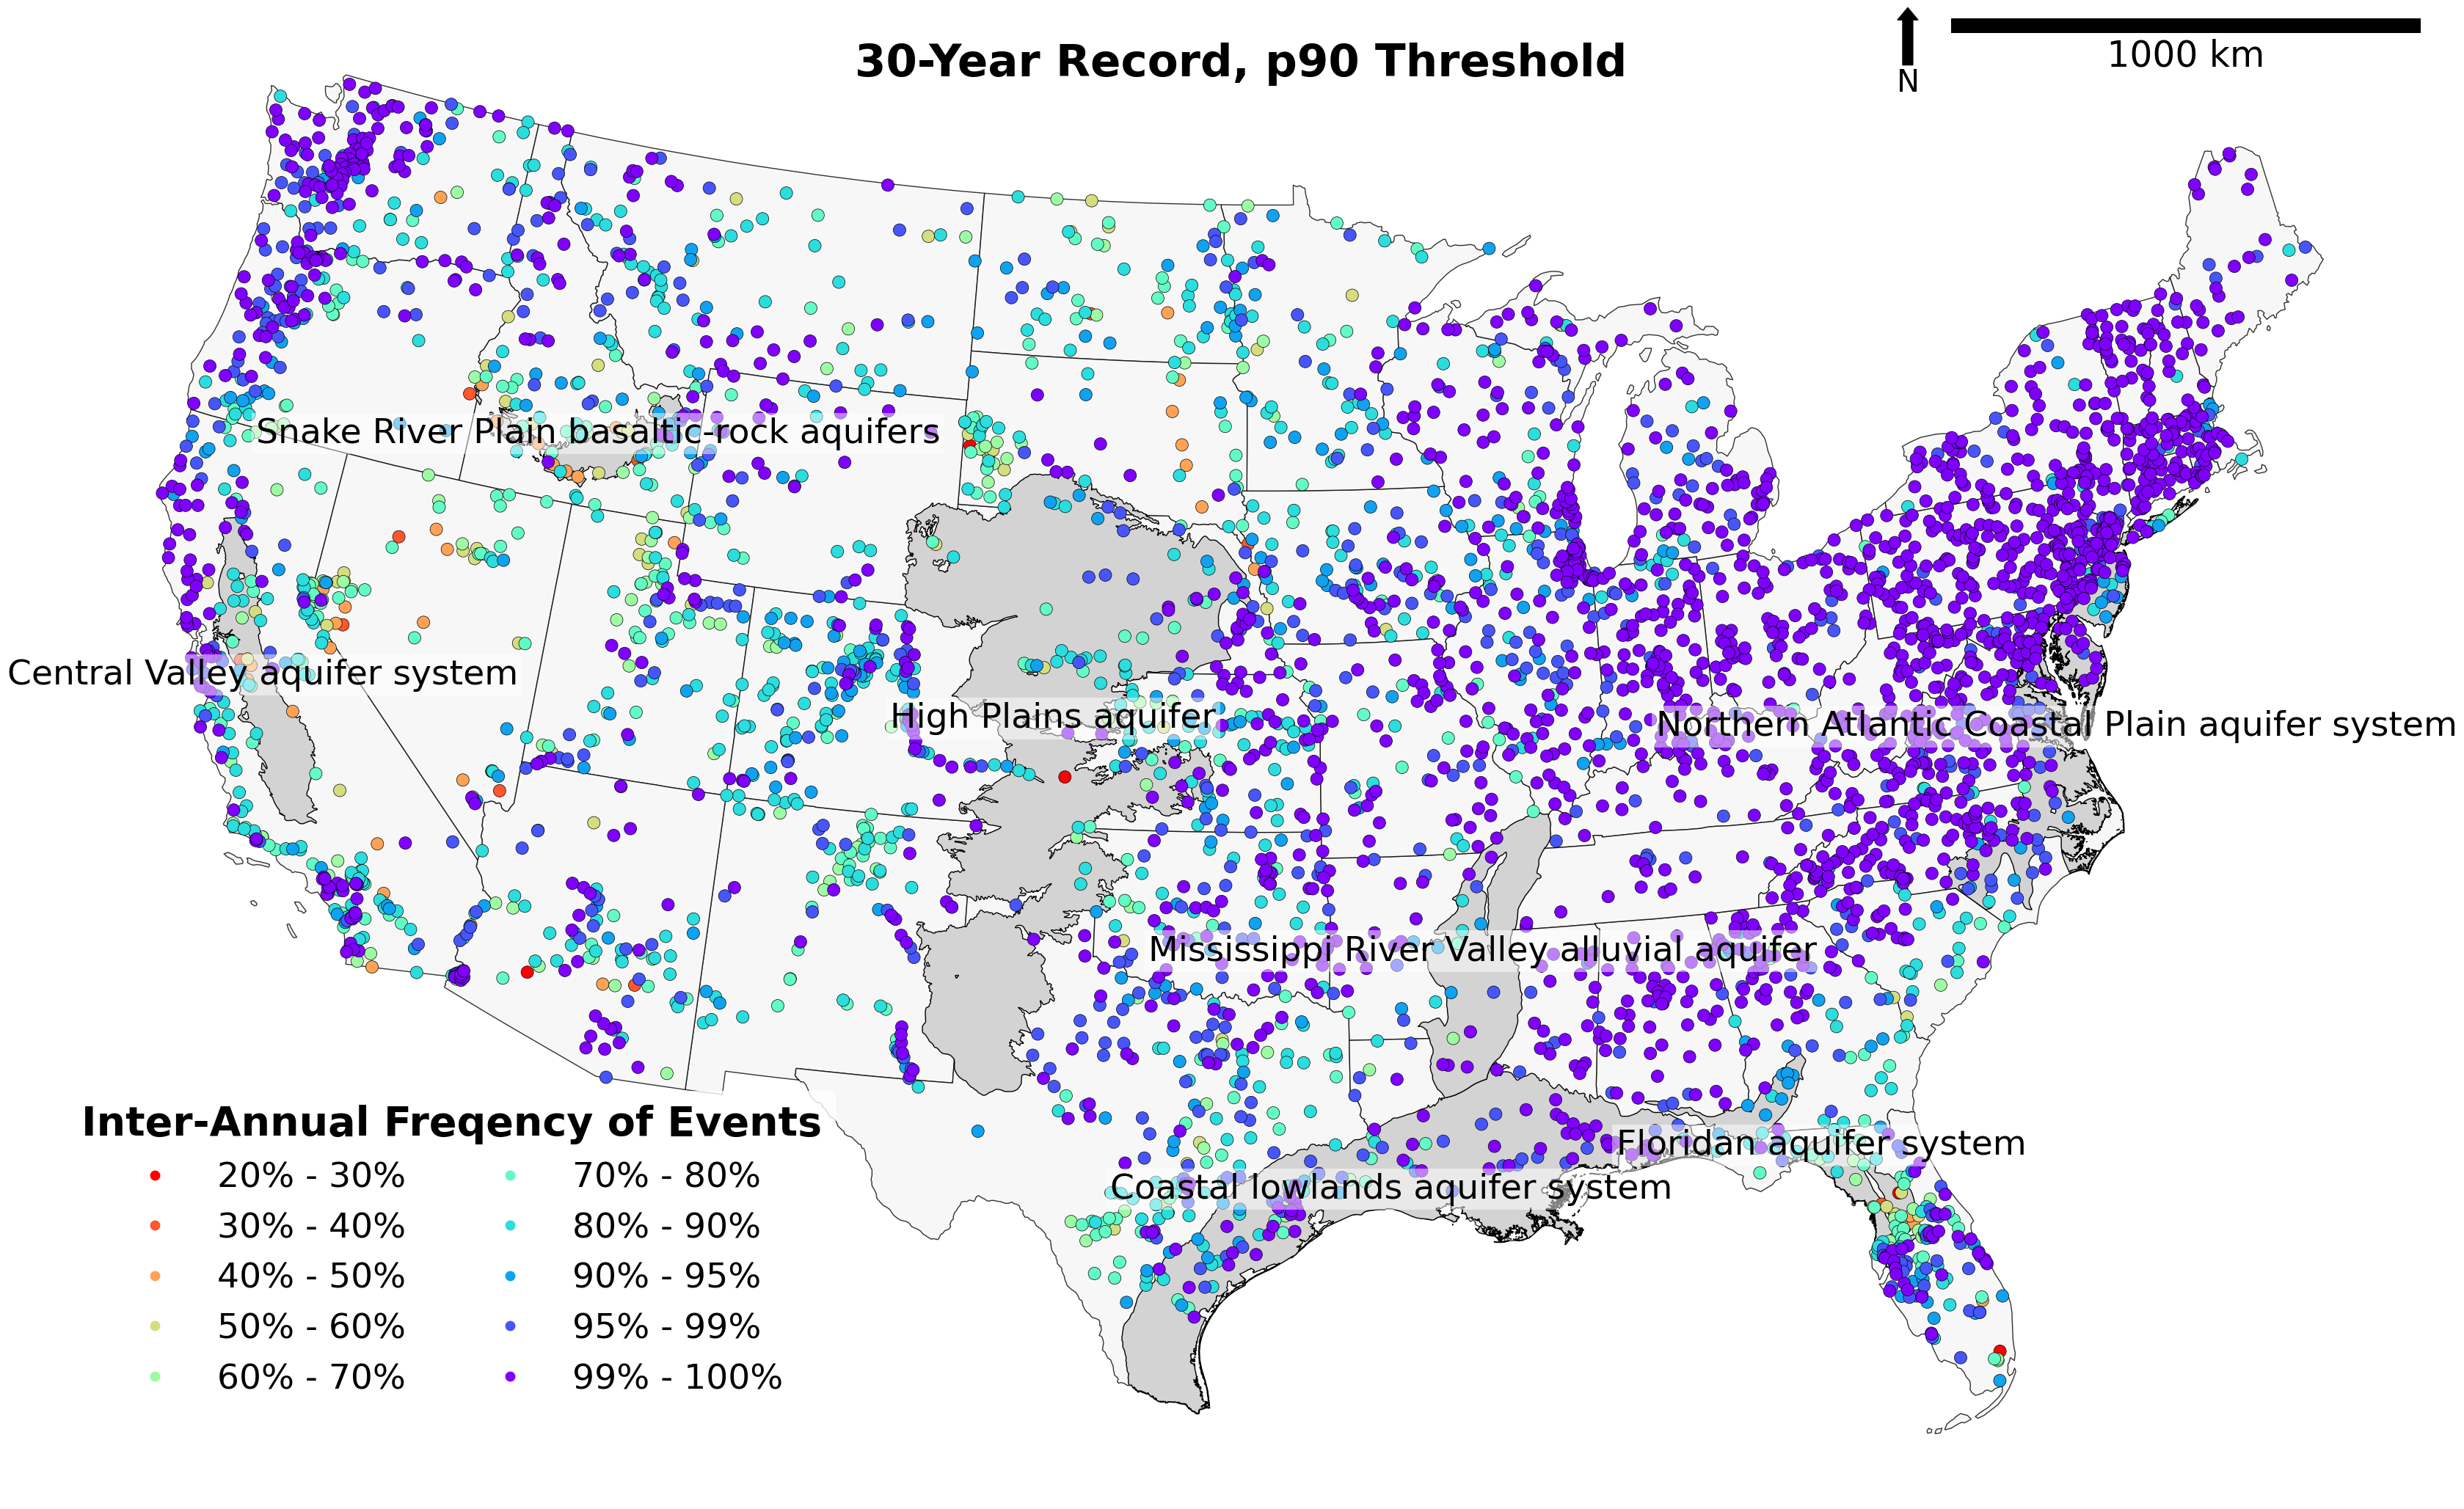 30-Year Record, p90 Threshold
N
1000 km
Snake River Plain basaltic-rock aquifers
Central Valley aquifer system
High Plains aquifer
Northern Atlantic Coastal Plain aquifer system
Mississippi River Valley alluvial aquifer
Floridan aquifer system
Coastal lowlands aquifer system
Inter-Annual Freqency of Events
20% - 30%
30% - 40%
40% - 50%
50% - 60%
60% - 70%
70% - 80%
80% - 90%
90% - 95%
95% - 99%
99% - 100%